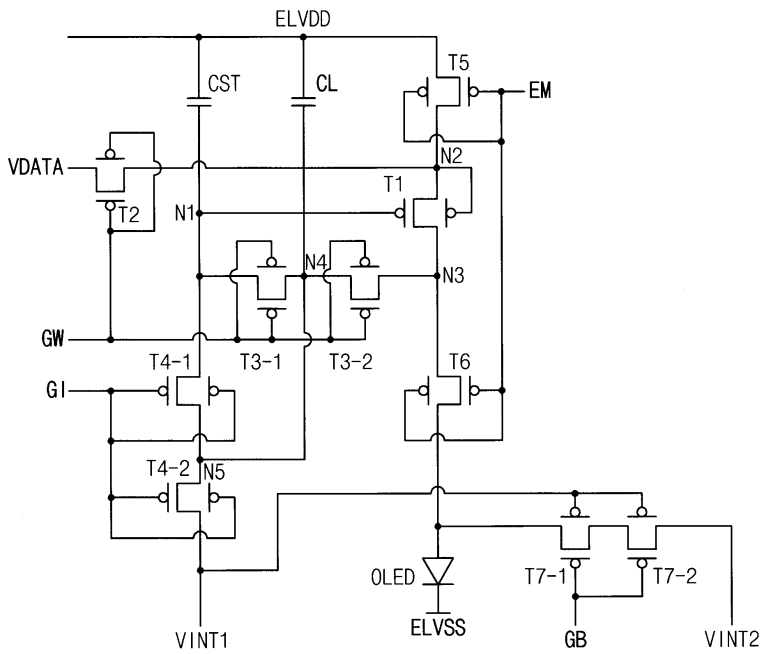 ELVDD
T5
CST
CL
EM
N2
VDATA
T1
T2
N1
N4
N3
GW
T4-1
T3-1
T3-2
T6
GI
T4-2
N5
OLED
T7-1
T7-2
ELVSS
VINT1
GB
VINT2